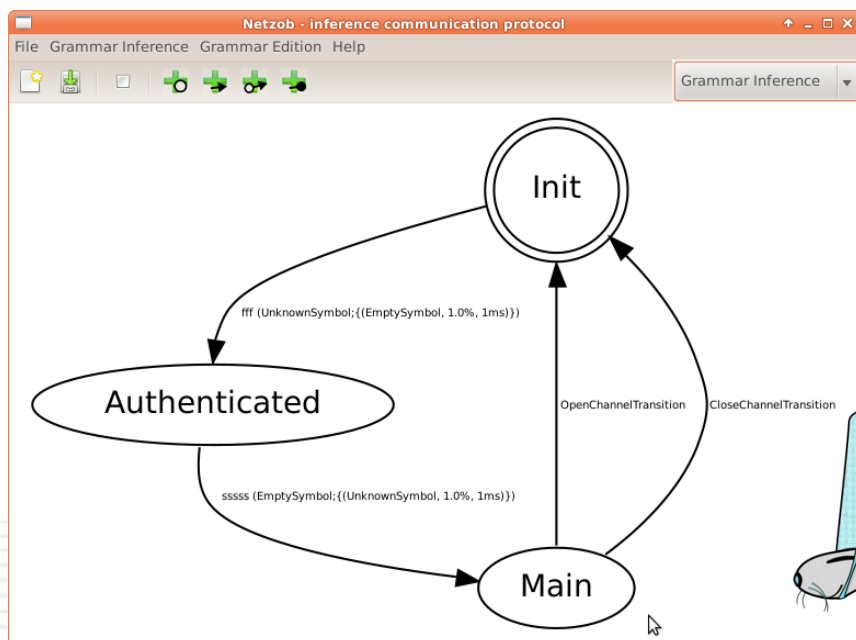 Netzob - inference communication protocol
File Grammar Inference Grammar Edition Help
Grammar Inference
Init
fff (UnknownSymbol;{(EmptySymbol, 1.0%, 1ms)})
Authenticated
OpenChannelTransition
CloseChannelTransition
sssss (EmptySymbol;{(UnknownSymbol, 1.0%, 1ms)})
Main